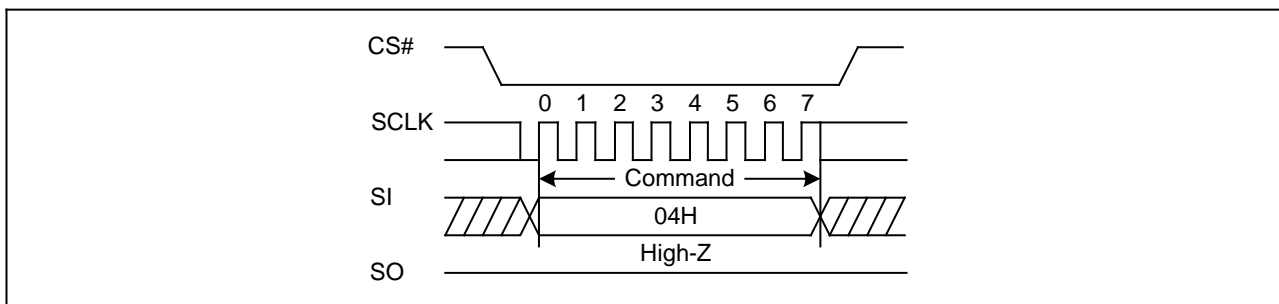 CS#
0 1 2 3 4 5 6 7
SCLK
Command
SI
04H
High-Z
SO